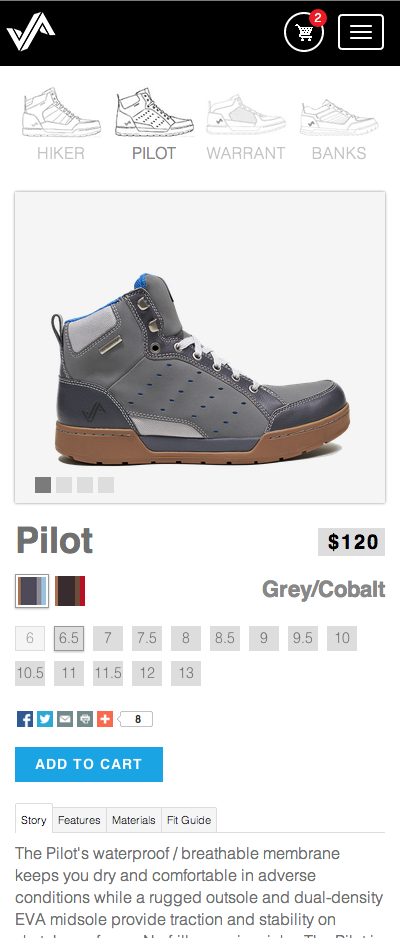 2
HIKER PILOT WARRANT BANKS
Pilot $120
Grey/Cobalt
6 6.5 7 7.5 8 8.5 9 9.5 10
10.5 11 11.5 12 13
8
ADD TO CART
Story Features Materials Fit Guide
The Pilot's waterproof / breathable membrane
keeps you dry and comfortable in adverse
conditions while a rugged outsole and dual-density
EVA midsole provide traction and stability on